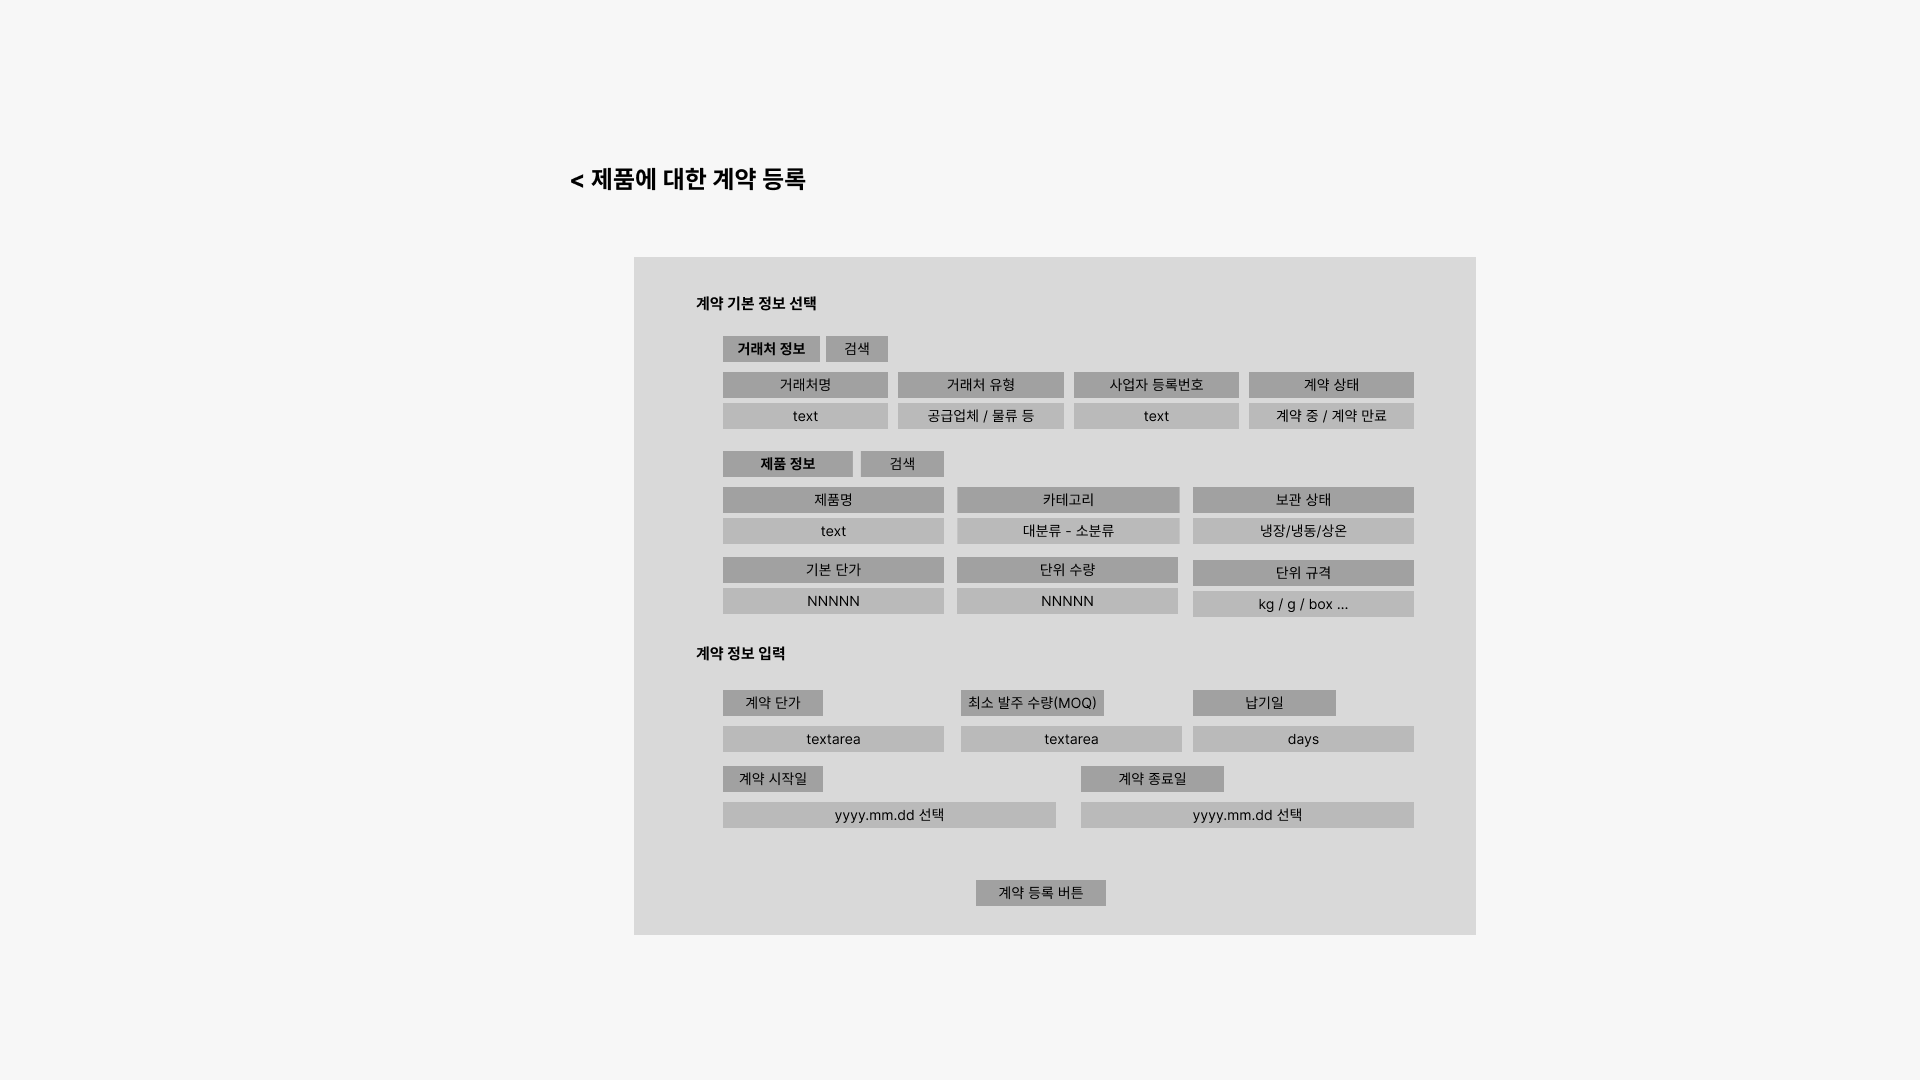 < 제품에 대한 계약 등록
계약 기본 정보 선택
거래처 정보 검색
거래처명 거래처 유형 사업자 등록번호 계약 상태
text 공급업체 / 물류 등 text 계약 중 / 계약 만료
제품 정보 검색
제품명 카테고리 보관 상태
text 대분류 - 소분류 냉장/냉동/상온
기본 단가 단위 수량 단위 규격
NNNNN NNNNN kg / g / box ...
계약 정보 입력
계약 단가 최소 발주 수량(MOQ) 납기일
textarea textarea days
계약 시작일 계약 종료일
yyyy.mm.dd 선택 yyyy.mm.dd 선택
계약 등록 버튼